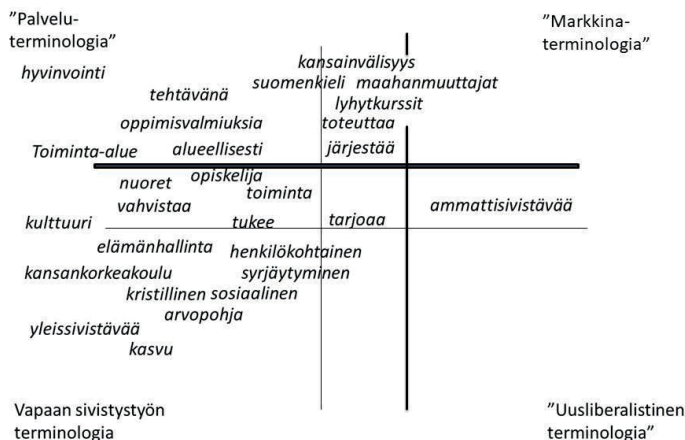 ”Palvelu-
terminologia”
”Markkina-
terminologia”
kansainvälisyys
hyvinvointi
suomenkieli maahanmuuttajat
tehtävänä
lyhytkurssit
oppimisvalmiuksia toteuttaa
Toiminta-alue alueellisesti järjestää
nuoret opiskelija
toiminta
vahvistaa ammattisivistävää
kulttuuri tukee tarjoaa
elämänhallinta henkilökohtainen
kansankorkeakoulu syrjäytyminen
kristillinen sosiaalinen
arvopohja
yleissivistävää
kasvu
Vapaan sivistystyön
terminologia
”Uusliberalistinen
terminologia”